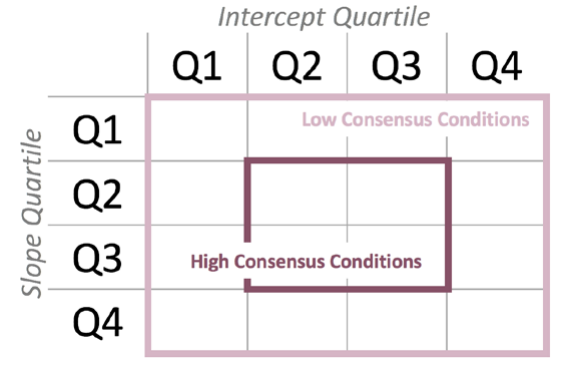 Intercept Quartile
Q1 Q2 Q3 Q4
Slope Quartile
Q1
Low Consensus Conditions
Q2
Q3
High Consensus Conditions
Q4